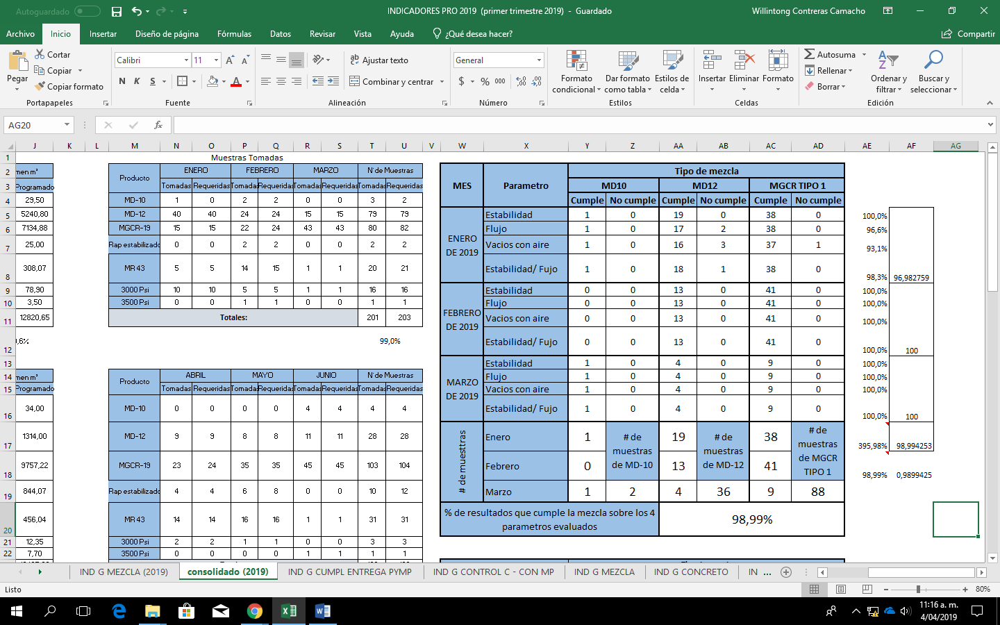 Autoguardado
INDICADORES PRO 2019 (primer trimestre 2019) - Guardado
Willintong Contreras Camacho
Archivo Inicio Insertar Diseño de página Fórmulas Datos Revisar Vista Ayuda ¿Qué desea hacer? Compartir
Pegar
Cortar
Copiar
Copiar formato
Portapapeles
Calibri 11
N K S
Fuente
Ajustar texto
Combinar y centrar
Alineación
General
$ % 000
Número
Formato condicional
Dar formato como tabla
Estilos de celda
Estilos
Insertar Eliminar Formato
Celdas
Autosuma
Rellenar
Borrar
Ordenar y filtrar
Buscar y seleccionar
Edición
AG20
fx
J K L M N O P Q R S T U V W X Y Z AA AB AC AD AE AF AG
1 2 3 4 5 6 7 8 9 10 11 12 13 14 15 16 17 18 19 20 21 22
men m³
Programado
29,50
5240,80
7134,88
25,00
308,07
78,90
3,50
12820,65
,6%
men m³
Programado
34,00
1314,00
9757,22
844,07
456,04
12,35
7,70
Muestras Tomadas
Producto ENERO FEBRERO MARZO N°de Muestras
Tomadas Requeridas Tomadas Requeridas Tomadas Requeridas Tomadas Requeridas
MD-10 1 0 2 2 0 0 3 2
MD-12 40 40 24 24 15 15 79 79
MGCR-19 15 15 22 24 43 43 80 82
Rap estabilizado 0 0 2 2 0 0 2 2
MR 43 5 5 14 15 1 1 20 21
3000 Psi 10 10 5 5 1 1 16 16
3500 Psi 0 0 1 1 0 0 1 1
Totales: 201 203
99,0%
Producto ABRIL MAYO JUNIO N°de Muestras
Tomadas Requeridas Tomadas Requeridas Tomadas Requeridas Tomadas Requeridas
MD-10 0 0 0 0 4 4 4 4
MD-12 9 9 8 8 11 11 28 28
MGCR-19 23 24 35 35 45 45 103 104
Rap estabilizado 4 4 6 8 0 0 10 12
MR 43 14 14 16 16 1 1 31 31
3000 Psi 2 2 1 1 0 0 3 3
3500 Psi 0 0 0 0 1 1 1 1
MES Parametro Tipo de mezcla
MD10 MD12 MGCR TIPO 1
Cumple No cumple Cumple No cumple Cumple No cumple
ENERO DE 2019
Estabilidad 1 0 19 0 38 0 100,0%
Flujo 1 0 17 2 38 0 96,6%
Vacios con aire 1 0 16 3 37 1 93,1%
Estabilidad/ Fujo 1 0 18 1 38 0 98,3% 96,982759
FEBRERO DE 2019
Estabilidad 0 0 13 0 41 0 100,0%
Flujo 0 0 13 0 41 0 100,0%
Vacios con aire 0 0 13 0 41 0 100,0%
Estabilidad/ Fujo 0 0 13 0 41 0 100,0% 100
MARZO DE 2019
Estabilidad 1 0 4 0 9 0 100,0%
Flujo 1 0 4 0 9 0 100,0%
Vacios con aire 1 0 4 0 9 0 100,0%
Estabilidad/ Fujo 1 0 4 0 9 0 100,0% 100
# de muesttras
Enero 1 # de muestras de MD-10 19 # de muestras de MD-12 38 # de muestras de MGCR TIPO 1 395,98% 98,994253
Febrero 0 13 41 98,99% 0,9899425
Marzo 1 2 4 36 9 88
% de resultados que cumple la mezcla sobre los 4 parametros evaluados 98,99%
IND G MEZCLA (2019) consolidado (2019) IND G CUMPL ENTREGA PYMP IND G CONTROL C - CON MP IND G MEZCLA IND G CONCRETO IN ...
Listo
80%
11:16 a. m.
4/04/2019